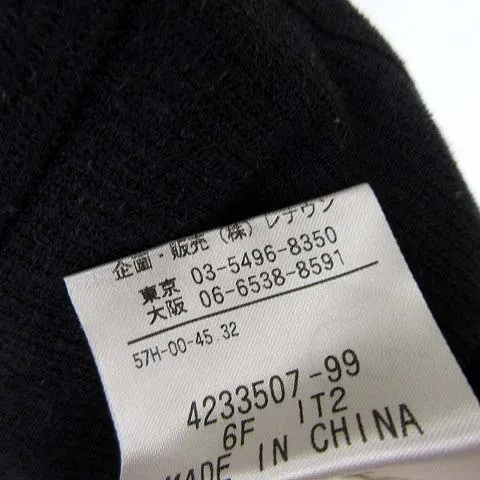 企画・販売 (株) レナウン
東京 03-5496-8350
大阪 06-6538-8591
57H-00-45.32
4233507-99
6F IT2
MADE IN CHINA